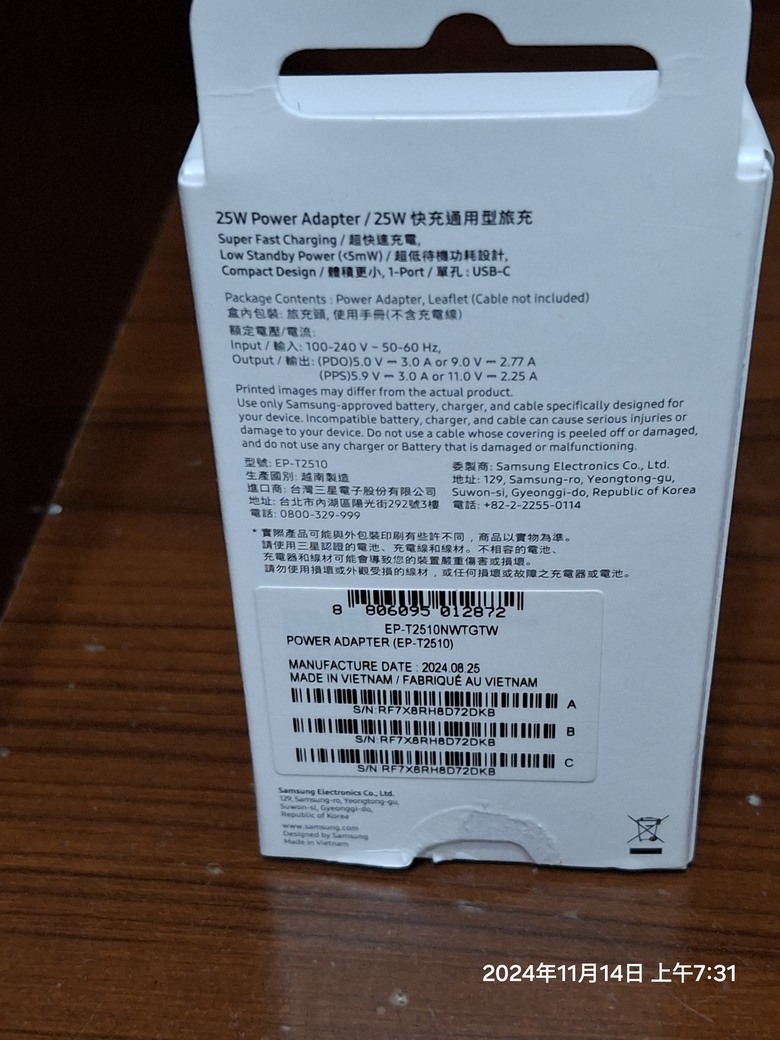 25W Power Adapter / 25W 快充通用型旅充
Super Fast Charging / 超快速充電,
Low Standby Power (<5mW) / 超低待機功耗設計,
Compact Design / 體積更小, 1-Port / 單孔 : USB-C
Package Contents : Power Adapter, Leaflet (Cable not included)
盒內包裝: 旅充頭, 使用手冊(不含充電線)
額定電壓/電流:
Input / 輸入: 100-240 V ~ 50-60 Hz,
Output / 輸出: (PDO)5.0 V ⎓ 3.0 A or 9.0 V ⎓ 2.77 A
(PPS)5.9 V ⎓ 3.0 A or 11.0 V ⎓ 2.25 A
Printed images may differ from the actual product.
Use only Samsung-approved battery, charger, and cable specifically designed for
your device. Incompatible battery, charger, and cable can cause serious injuries or
damage to your device. Do not use a cable whose covering is peeled off or damaged,
and do not use any charger or Battery that is damaged or malfunctioning.
型號: EP-T2510
生產國別: 越南製造
進口商: 台灣三星電子股份有限公司
地址: 台北市內湖區陽光街292號3樓
電話: 0800-329-999
委製商: Samsung Electronics Co., Ltd.
地址: 129, Samsung-ro, Yeongtong-gu,
Suwon-si, Gyeonggi-do, Republic of Korea
電話: +82-2-2255-0114
* 實際產品可能與外包裝印刷有些許不同，商品以實物為準。
請使用三星認證的電池、充電線和線材。不相容的電池、
充電器和線材可能會導致您的裝置嚴重傷害或損壞。
請勿使用損壞或外觀受損的線材，或任何損壞或故障之充電器或電池。
8 806095 012872
EP-T2510NWTGTW
POWER ADAPTER (EP-T2510)
MANUFACTURE DATE : 2024.08.25
MADE IN VIETNAM / FABRIQUÉ AU VIETNAM
A
S/N:RF7X8RH8D72DKB
B
S/N:RF7X8RH8D72DKB
C
S/N:RF7X8RH8D72DKB
Samsung Electronics Co., Ltd.
129, Samsung-ro, Yeongtong-gu,
Suwon-si, Gyeonggi-do,
Republic of Korea
www.samsung.com
Designed by Samsung
Made in Vietnam
2024年11月14日 上午7:31